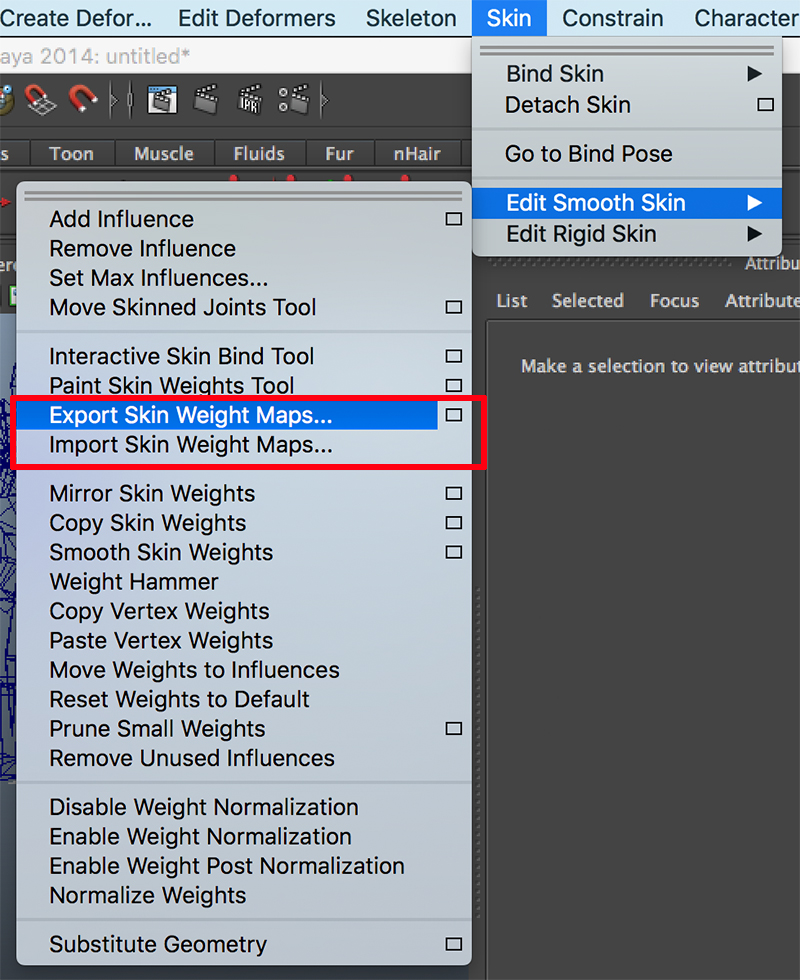 Create Defor... Edit Deformers Skeleton Skin Constrain Character
aya 2014: untitled*
Bind Skin
Detach Skin
Go to Bind Pose
Edit Smooth Skin
Edit Rigid Skin
IPR
s Toon Muscle Fluids Fur nHair
Add Influence
Remove Influence
Set Max Influences...
Move Skinned Joints Tool
Interactive Skin Bind Tool
Paint Skin Weights Tool
Export Skin Weight Maps...
Import Skin Weight Maps...
Mirror Skin Weights
Copy Skin Weights
Smooth Skin Weights
Weight Hammer
Copy Vertex Weights
Paste Vertex Weights
Move Weights to Influences
Reset Weights to Default
Prune Small Weights
Remove Unused Influences
Disable Weight Normalization
Enable Weight Normalization
Enable Weight Post Normalization
Normalize Weights
Substitute Geometry
Attribu
List Selected Focus Attribute
Make a selection to view attribut